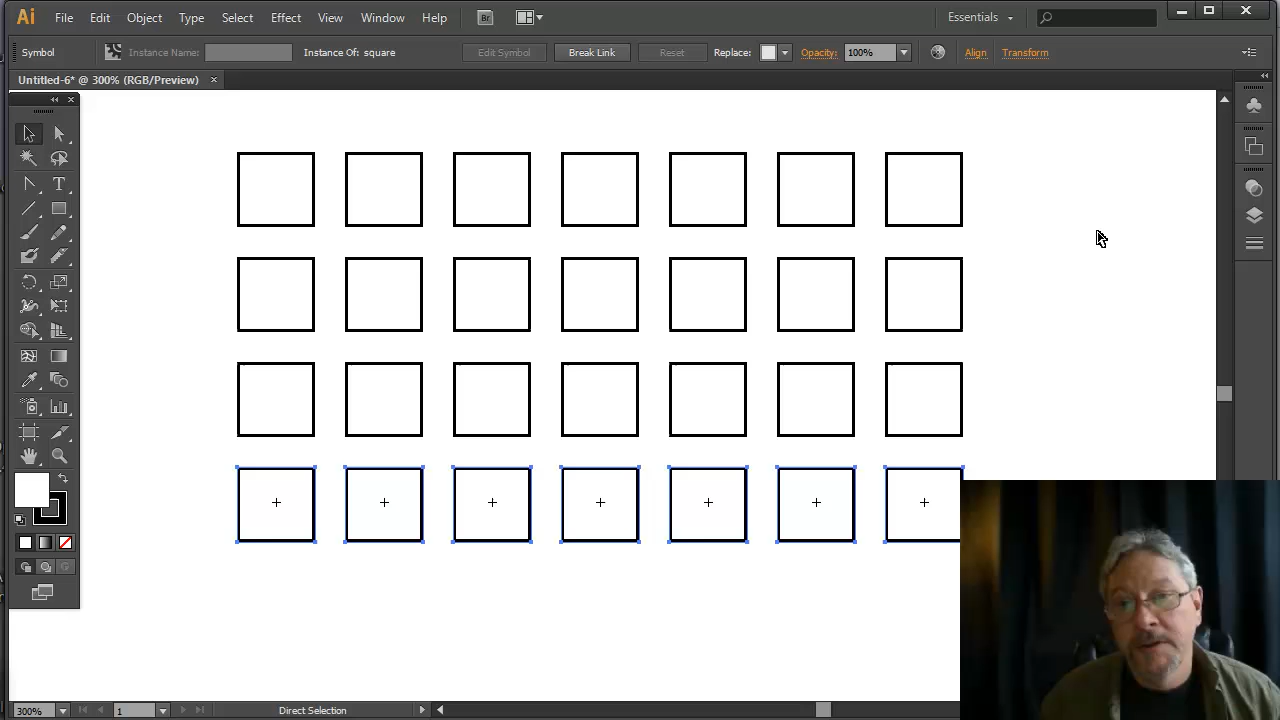 Ai File Edit Object Type Select Effect View Window Help Br Essentials
Symbol Instance Name: Instance Of: square Edit Symbol Break Link Reset Replace: Opacity: 100% Align Transform
Untitled-6* @ 300% (RGB/Preview) ×
T
300% 1 Direct Selection